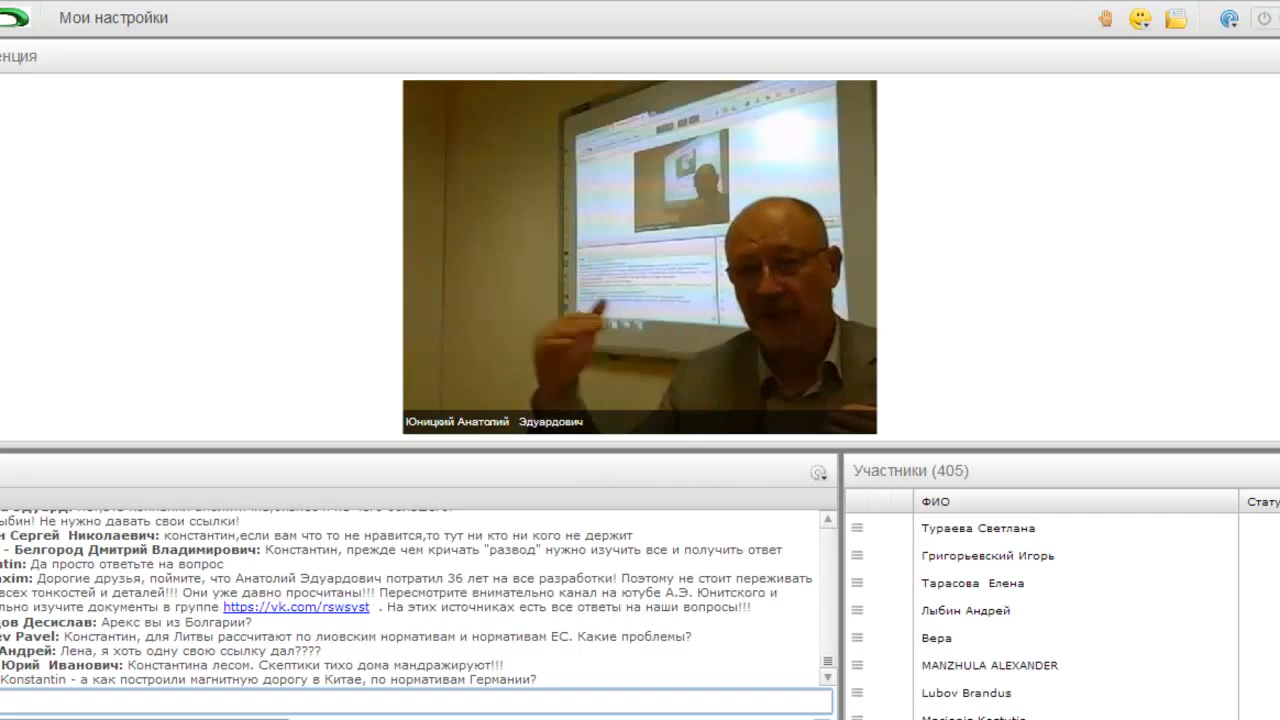 Мои настройки
енция
Юницкий Анатолий Эдуардович
Участники (405)
ФИО
Стату
ыбин! Не нужно давать свои ссылки!
н Сергей Николаевич: константин,если вам что то не нравится,то тут ни кто ни кого не держит
- Белгород Дмитрий Владимирович: Константин, прежде чем кричать "развод" нужно изучить все и получить ответ
ntin: Да просто ответьте на вопрос
axim: Дорогие друзья, пойните, что Анатолий Эдуардович потратил 36 лет на все разработки! Поэтому не стоит переживать
всех тонкостей и деталей!!! Они уже давно просчитаны!!! Пересмотрите внимательно канал на ютубе А.Э. Юнитского и
льно изучите документы в группе https://vk.com/rswsyst . На этих источниках есть все ответы на наши вопросы!!!
ов Десислав: Арекс вы из Болгарии?
ev Pavel: Константин, для Литвы рассчитают по лиовским нормативам и нормативам ЕС. Какие проблемы?
Андрей: Лена, я хоть одну свою ссылку дал????
Юрий Иванович: Константина лесом. Скептики тихо дома мандражируют!!!
Konstantin - а как построили магнитную дорогу в Китае, по нормативам Германии?
Тураева Светлана
Григорьевский Игорь
Тарасова Елена
Лыбин Андрей
Вера
MANZHULA ALEXANDER
Lubov Brandus